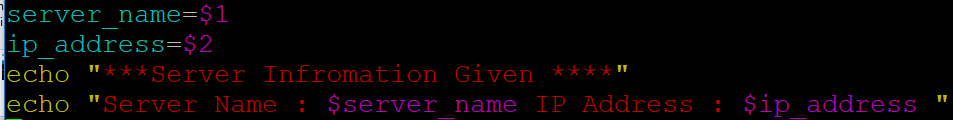 server_name=$1
ip_address=$2
echo "***Server Infromation Given ****"
echo "Server Name : $server_name IP Address : $ip_address "